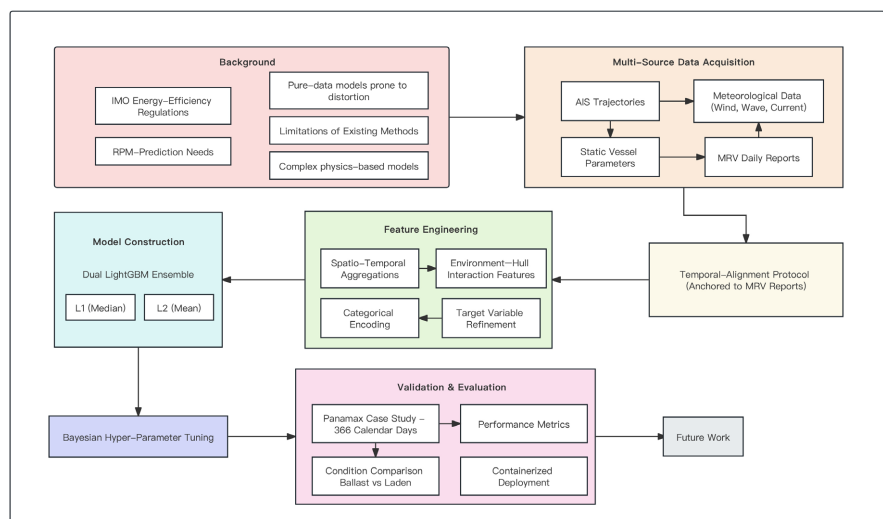 Background
IMO Energy–Efficiency
Regulations
RPM–Prediction Needs
Pure–data models prone to
distortion
Limitations of Existing Methods
Complex physics–based models
Multi–Source Data Acquisition
AIS Trajectories
Meteorological Data
(Wind, Wave, Current)
Static Vessel
Parameters
MRV Daily Reports
Temporal–Alignment Protocol
(Anchored to MRV Reports)
Feature Engineering
Spatio–Temporal
Aggregations
Environment—Hull
Interaction Features
Categorical
Encoding
Target Variable
Refinement
Model Construction
Dual LightGBM Ensemble
L1 (Median)
L2 (Mean)
Bayesian Hyper–Parameter Tuning
Validation & Evaluation
Panamax Case Study –
366 Calendar Days
Performance Metrics
Condition Comparison
Ballast vs Laden
Containerized
Deployment
Future Work